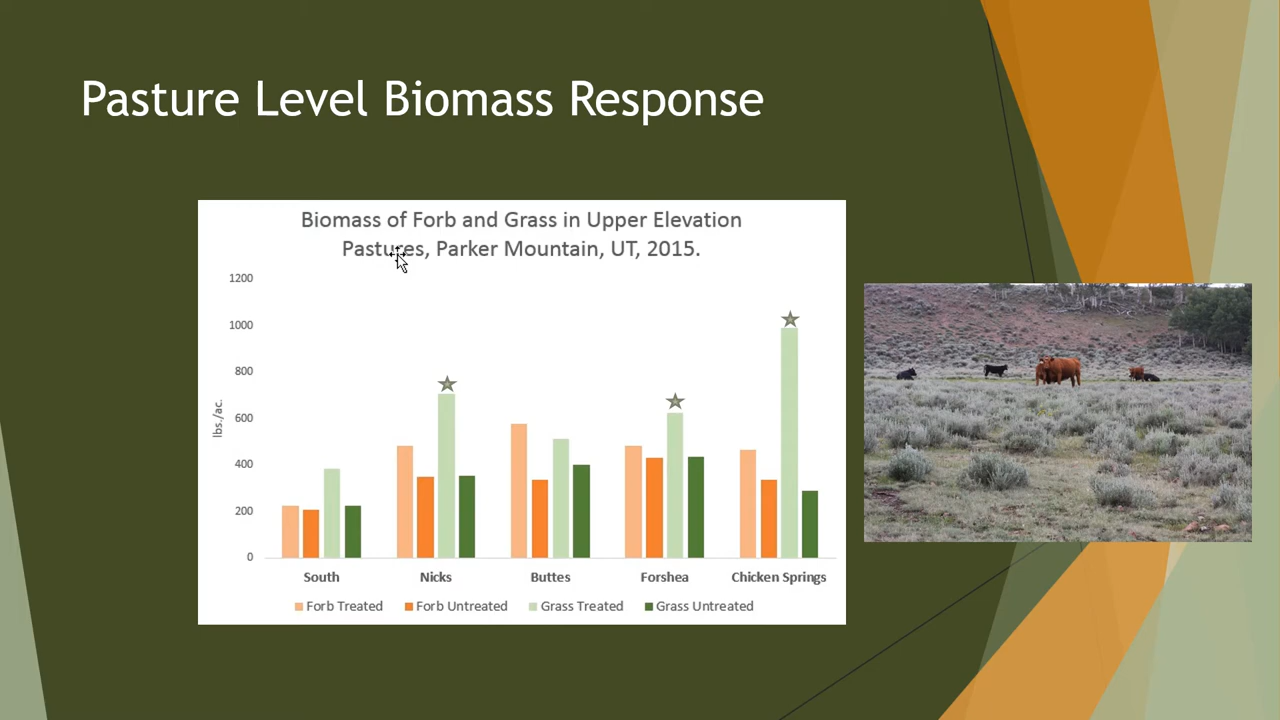 Pasture Level Biomass Response
Biomass of Forb and Grass in Upper Elevation
Pastures, Parker Mountain, UT, 2015.
1200
1000
800
600
400
200
0
lbs./ac.
South Nicks Buttes Forshea Chicken Springs
Forb Treated Forb Untreated Grass Treated Grass Untreated